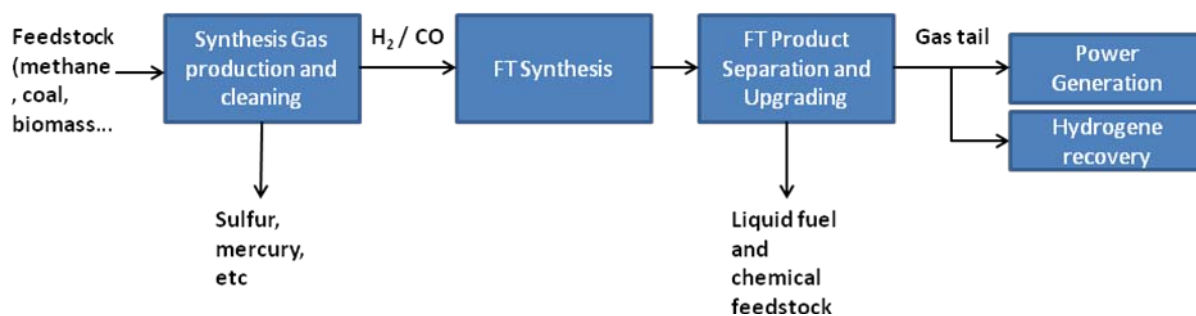 Feedstock
(methane
, coal,
biomass...
Synthesis Gas
production and
cleaning
H₂ / CO
FT Synthesis
FT Product
Separation and
Upgrading
Gas tail
Power
Generation
Hydrogene
recovery
Sulfur,
mercury,
etc
Liquid fuel
and
chemical
feedstock